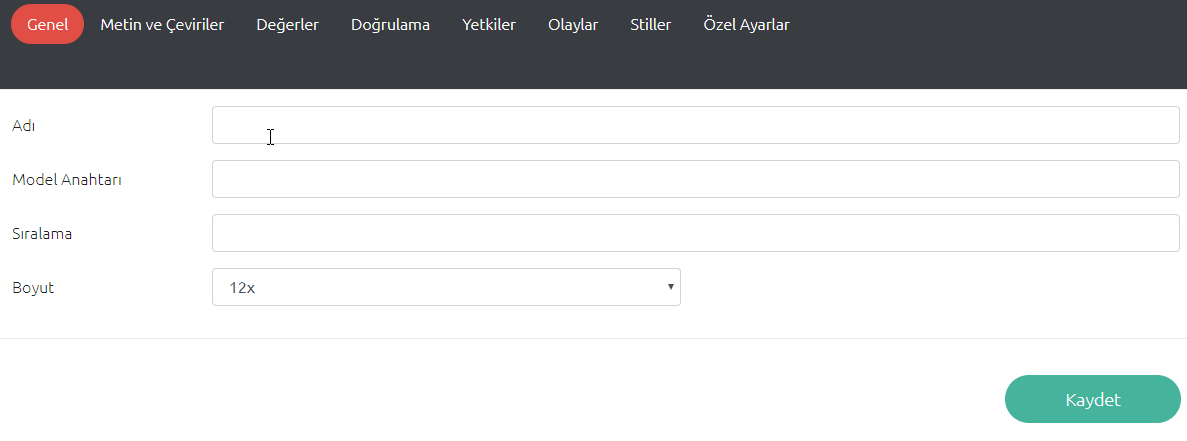 Genel Metin ve Çeviriler Değerler Doğrulama Yetkiler Olaylar Stiller Özel Ayarlar
Adı
Model Anahtarı
Sıralama
Boyut 12x
Kaydet